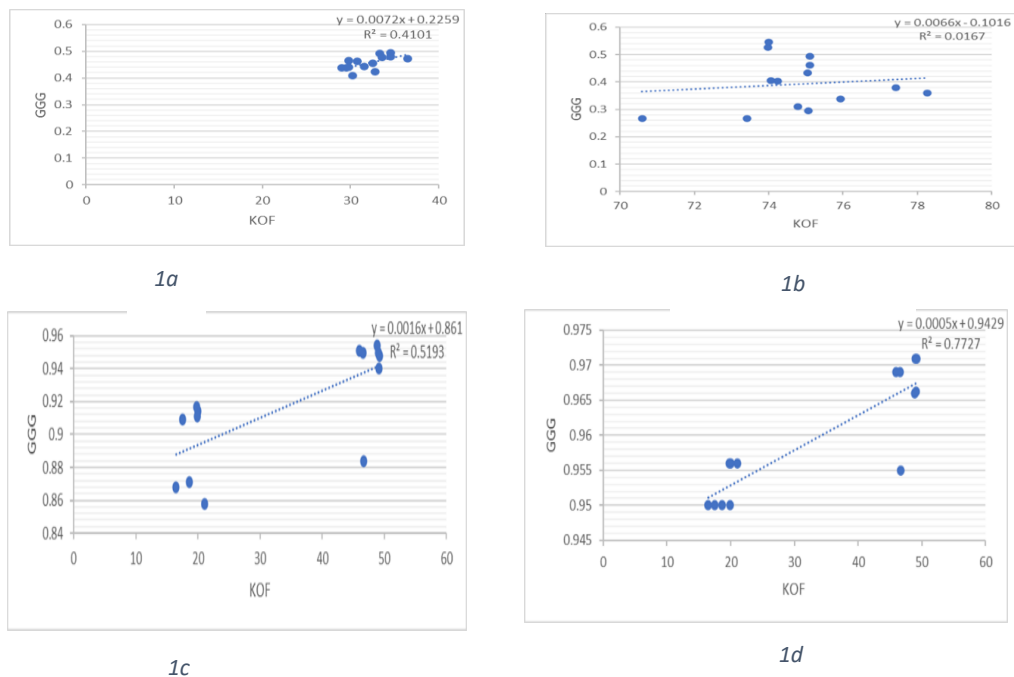 y = 0.0072x + 0.2259
R² = 0.4101
0.6
0.5
0.4
0.3
0.2
0.1
0
GGG
0 10 20 30 40
KOF
1a
y = 0.0066x - 0.1016
R² = 0.0167
0.6
0.5
0.4
0.3
0.2
0.1
0
GGG
70 72 74 76 78 80
KOF
1b
y = 0.0016x + 0.861
R² = 0.5193
0.96
0.94
0.92
0.9
0.88
0.86
0.84
GGG
0 10 20 30 40 50 60
KOF
1c
y = 0.0005x + 0.9429
R² = 0.7727
0.975
0.97
0.965
0.96
0.955
0.95
0.945
GGG
0 10 20 30 40 50 60
KOF
1d